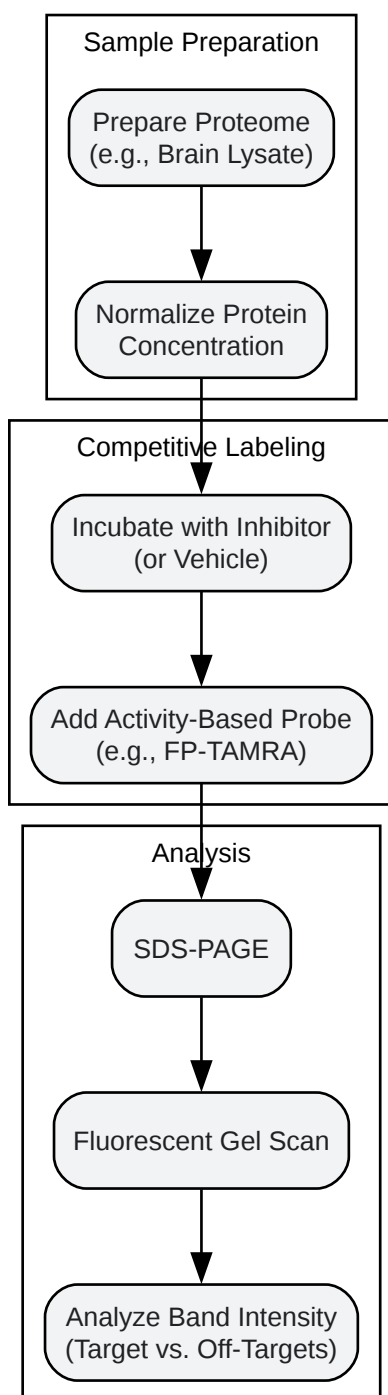 Sample Preparation
Prepare Proteome
(e.g., Brain Lysate)
Normalize Protein
Concentration
Competitive Labeling
Incubate with Inhibitor
(or Vehicle)
Add Activity-Based Probe
(e.g., FP-TAMRA)
Analysis
SDS-PAGE
Fluorescent Gel Scan
Analyze Band Intensity
(Target vs. Off-Targets)